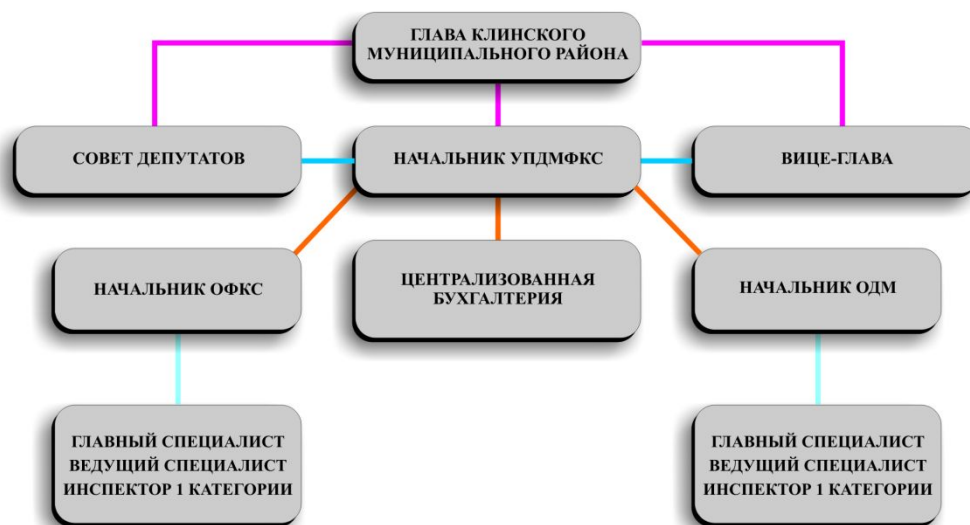 ГЛАВА КЛИНСКОГО
МУНИЦИПАЛЬНОГО РАЙОНА
СОВЕТ ДЕПУТАТОВ
НАЧАЛЬНИК УПДМФКС
ВИЦЕ-ГЛАВА
НАЧАЛЬНИК ОФКС
ЦЕНТРАЛИЗОВАННАЯ
БУХГАЛТЕРИЯ
НАЧАЛЬНИК ОДМ
ГЛАВНЫЙ СПЕЦИАЛИСТ
ВЕДУЩИЙ СПЕЦИАЛИСТ
ИНСПЕКТОР 1 КАТЕГОРИИ
ГЛАВНЫЙ СПЕЦИАЛИСТ
ВЕДУЩИЙ СПЕЦИАЛИСТ
ИНСПЕКТОР 1 КАТЕГОРИИ